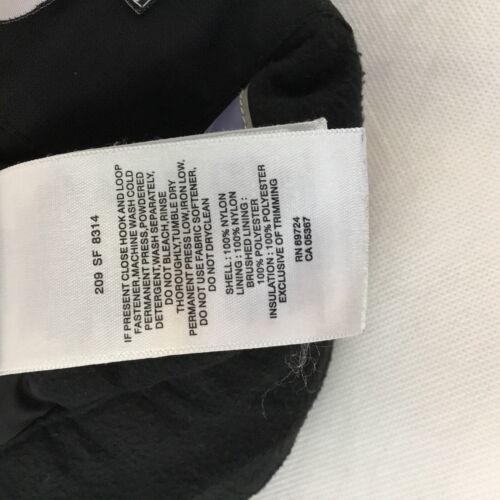 209 SF 8314
IF PRESENT CLOSE HOOK AND LOOP
FASTENER,MACHINE WASH COLD
PERMANENT PRESS,POWDERED
DETERGENT,WASH SEPARATELY,
DO NOT BLEACH, RINSE
THOROUGHLY,TUMBLE DRY
PERMANENT PRESS LOW,IRON LOW,
DO NOT USE FABRIC SOFTENER,
DO NOT DRYCLEAN
SHELL : 100% NYLON
LINING : 100% NYLON
BRUSHED LINING :
100% POLYESTER
INSULATION : 100% POLYESTER
EXCLUSIVE OF TRIMMING
RN 69724
CA 05367